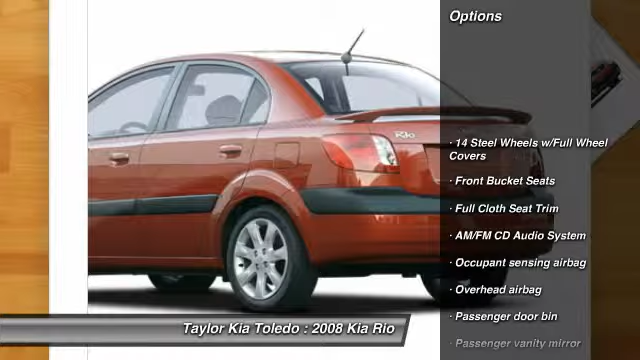 Options
· 14 Steel Wheels w/Full Wheel
Covers
· Front Bucket Seats
· Full Cloth Seat Trim
· AM/FM CD Audio System
· Occupant sensing airbag
· Overhead airbag
· Passenger door bin
· Passenger vanity mirror
Rio
Taylor Kia Toledo : 2008 Kia Rio